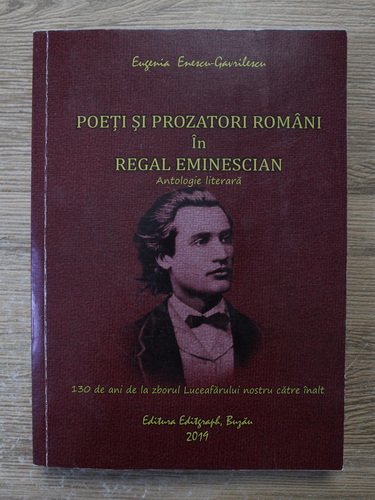 Eugenia Enescu-Gavrilescu
POEȚI ȘI PROZATORI ROMÂNI
În
REGAL EMINESCIAN
Antologie literară
130 de ani de la zborul Luceafărului nostru către înalt
Editura Editgraph, Buzău
2019